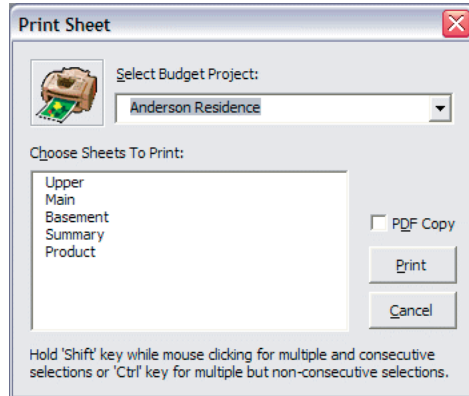 Print Sheet
Select Budget Project:
Anderson Residence
Choose Sheets To Print:
Upper
Main
Basement
Summary
Product
PDF Copy
Print
Cancel
Hold 'Shift' key while mouse clicking for multiple and consecutive
selections or 'Ctrl' key for multiple but non-consecutive selections.